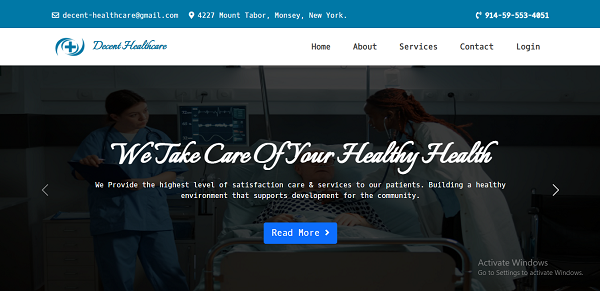 decent-healthcare@gmail.com 4227 Mount Tabor, Monsey, New York. 914-59-553-4051
Decent Healthcare Home About Services Contact Login
We Take Care Of Your Healthy Health
We Provide the highest level of satisfaction care & services to our patients. Building a healthy
environment that supports development for the community.
Read More
Activate Windows
Go to Settings to activate Windows.